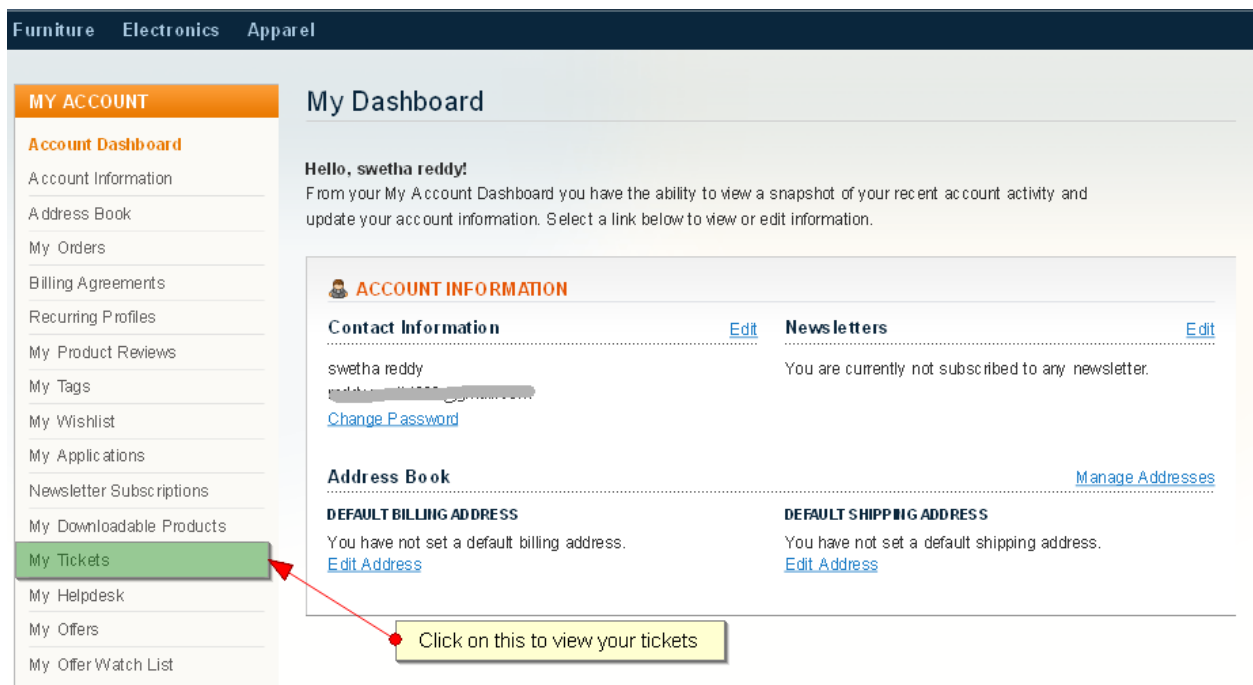 Furniture Electronics Apparel
MY ACCOUNT
Account Dashboard
Account Information
Address Book
My Orders
Billing Agreements
Recurring Profiles
My Product Reviews
My Tags
My Wishlist
My Applications
Newsletter Subscriptions
My Downloadable Products
My Tickets
My Helpdesk
My Offers
My Offer Watch List
My Dashboard
Hello, swetha reddy!
From your My Account Dashboard you have the ability to view a snapshot of your recent account activity and
update your account information. Select a link below to view or edit information.
ACCOUNT INFORMATION
Contact Information Edit
swetha reddy
Change Password
Newsletters Edit
You are currently not subscribed to any newsletter.
Address Book Manage Addresses
DEFAULT BILLING ADDRESS
You have not set a default billing address.
Edit Address
DEFAULT SHIPPING ADDRESS
You have not set a default shipping address.
Edit Address
Click on this to view your tickets